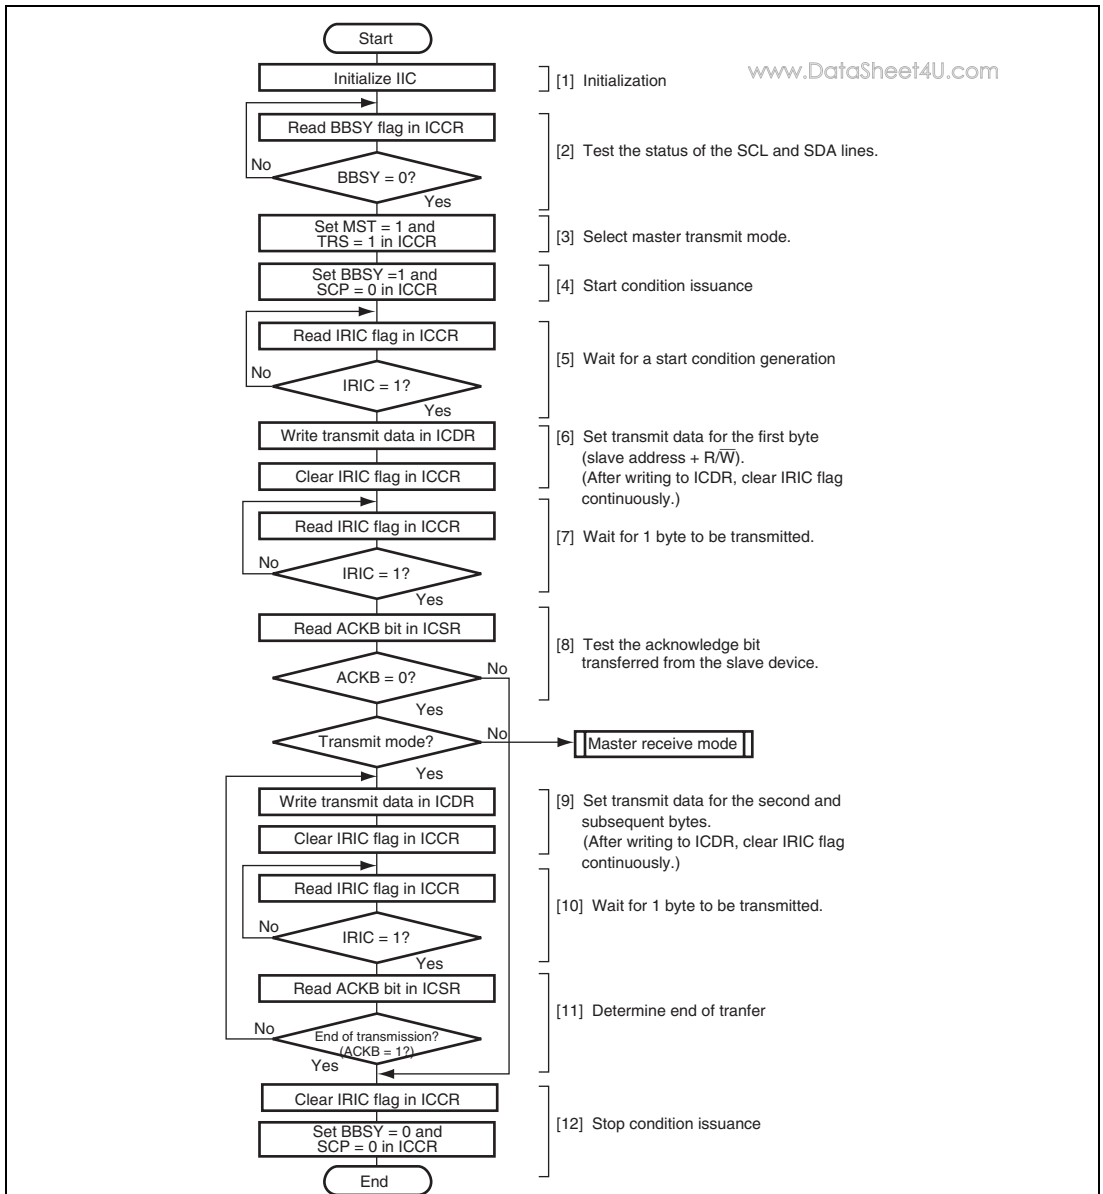 Start
www.DataSheet4U.com
Initialize IIC
[1] Initialization
Read BBSY flag in ICCR
[2] Test the status of the SCL and SDA lines.
No
BBSY = 0?
Yes
Set MST = 1 and
TRS = 1 in ICCR
[3] Select master transmit mode.
Set BBSY =1 and
SCP = 0 in ICCR
[4] Start condition issuance
Read IRIC flag in ICCR
[5] Wait for a start condition generation
No
IRIC = 1?
Yes
Write transmit data in ICDR
[6] Set transmit data for the first byte
(slave address + R/W̅).
(After writing to ICDR, clear IRIC flag
continuously.)
Clear IRIC flag in ICCR
Read IRIC flag in ICCR
[7] Wait for 1 byte to be transmitted.
No
IRIC = 1?
Yes
Read ACKB bit in ICSR
[8] Test the acknowledge bit
transferred from the slave device.
ACKB = 0?
No
Yes
Transmit mode?
No
Master receive mode
Yes
Write transmit data in ICDR
[9] Set transmit data for the second and
subsequent bytes.
(After writing to ICDR, clear IRIC flag
continuously.)
Clear IRIC flag in ICCR
Read IRIC flag in ICCR
[10] Wait for 1 byte to be transmitted.
No
IRIC = 1?
Yes
Read ACKB bit in ICSR
[11] Determine end of tranfer
No
End of transmission?
(ACKB = 1?)
Yes
Clear IRIC flag in ICCR
[12] Stop condition issuance
Set BBSY = 0 and
SCP = 0 in ICCR
End